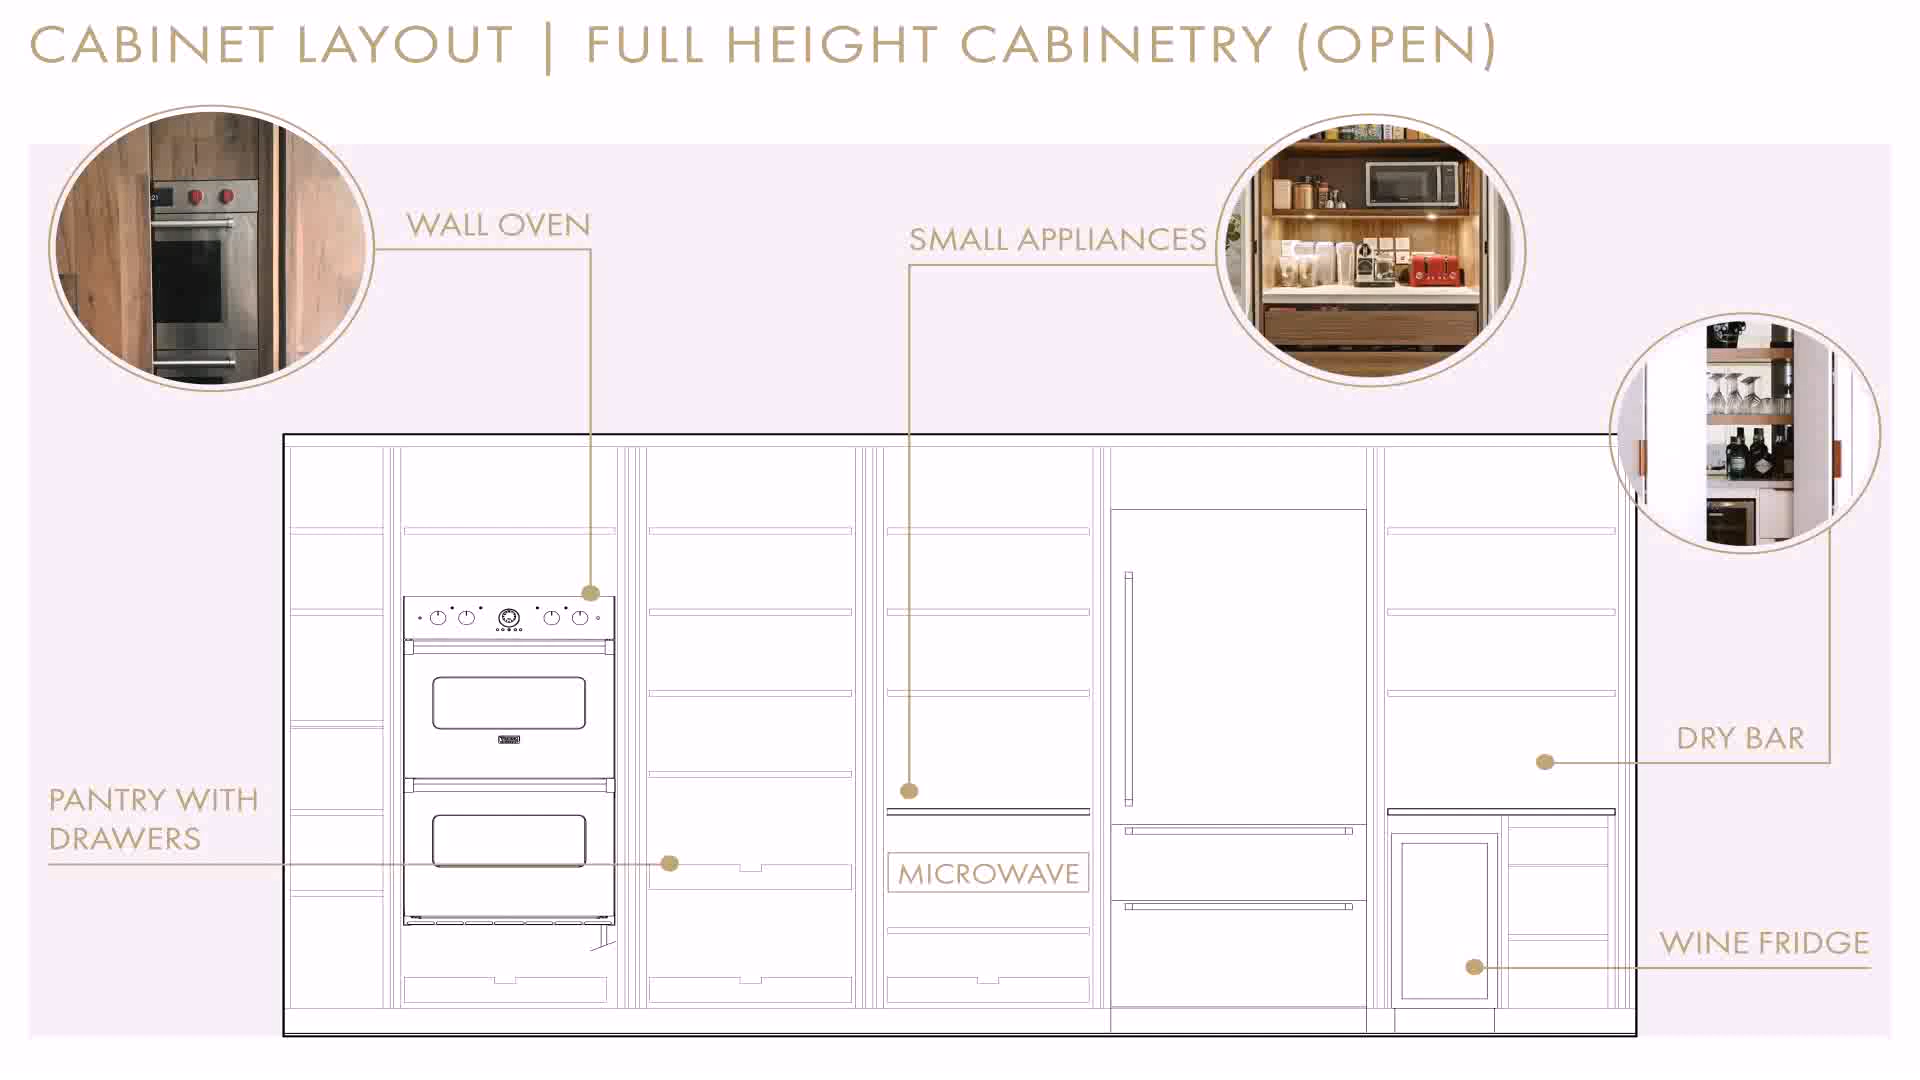 CABINET LAYOUT | FULL HEIGHT CABINETRY (OPEN)
WALL OVEN
SMALL APPLIANCES
DRY BAR
PANTRY WITH
DRAWERS
MICROWAVE
WINE FRIDGE